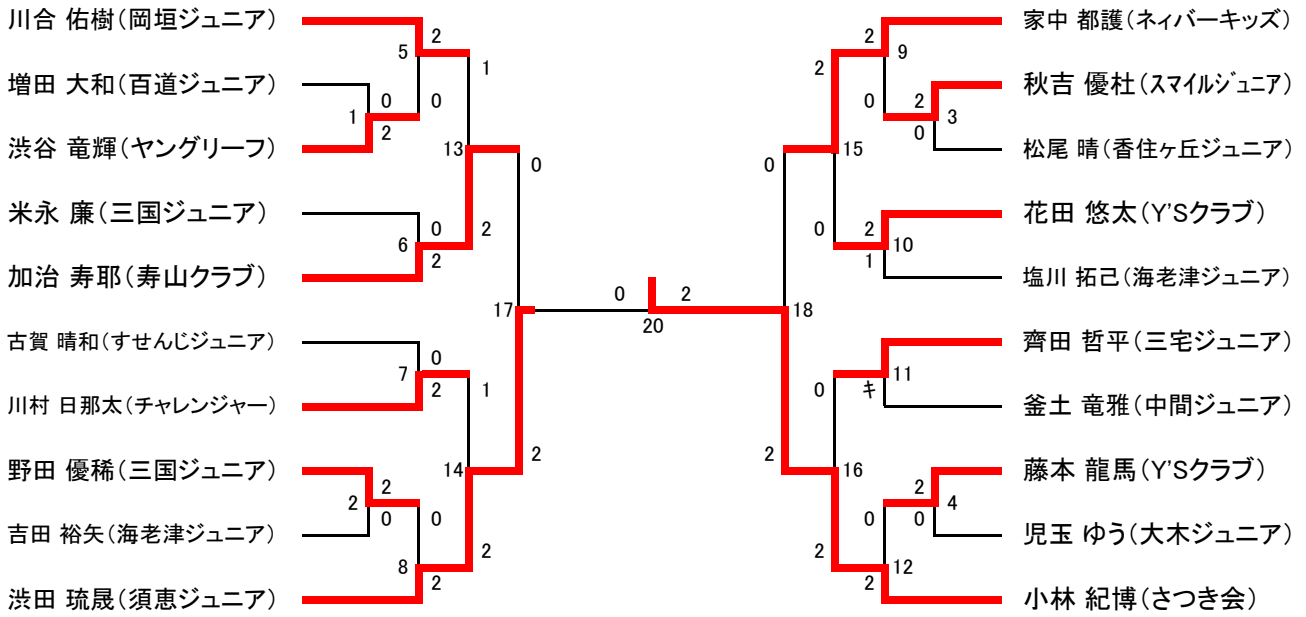 川合 佑樹(岡垣ジュニア)
増田 大和(百道ジュニア)
渋谷 竜輝(ヤングリーフ)
米永 廉(三国ジュニア)
加治 寿耶(寿山クラブ)
古賀 晴和(すせんじジュニア)
川村 日那太(チャレンジャー)
野田 優稀(三国ジュニア)
吉田 裕矢(海老津ジュニア)
渋田 琉晟(須恵ジュニア)
5
2
1
0
2
0
1
13
6
0
2
2
0
7
0
2
1
14
2
2
0
0
8
2
2
17
2
0
20
2
18
0
2
15
2
0
2
9
0
2
0
3
2
1
10
16
0
2
キ
11
0
2
0
4
2
12
家中 都護(ネィバーキッズ)
秋吉 優杜(スマイルジュニア)
松尾 晴(香住ヶ丘ジュニア)
花田 悠太(Y'Sクラブ)
塩川 拓己(海老津ジュニア)
齊田 哲平(三宅ジュニア)
釜土 竜雅(中間ジュニア)
藤本 龍馬(Y'Sクラブ)
児玉 ゆう(大木ジュニア)
小林 紀博(さつき会)